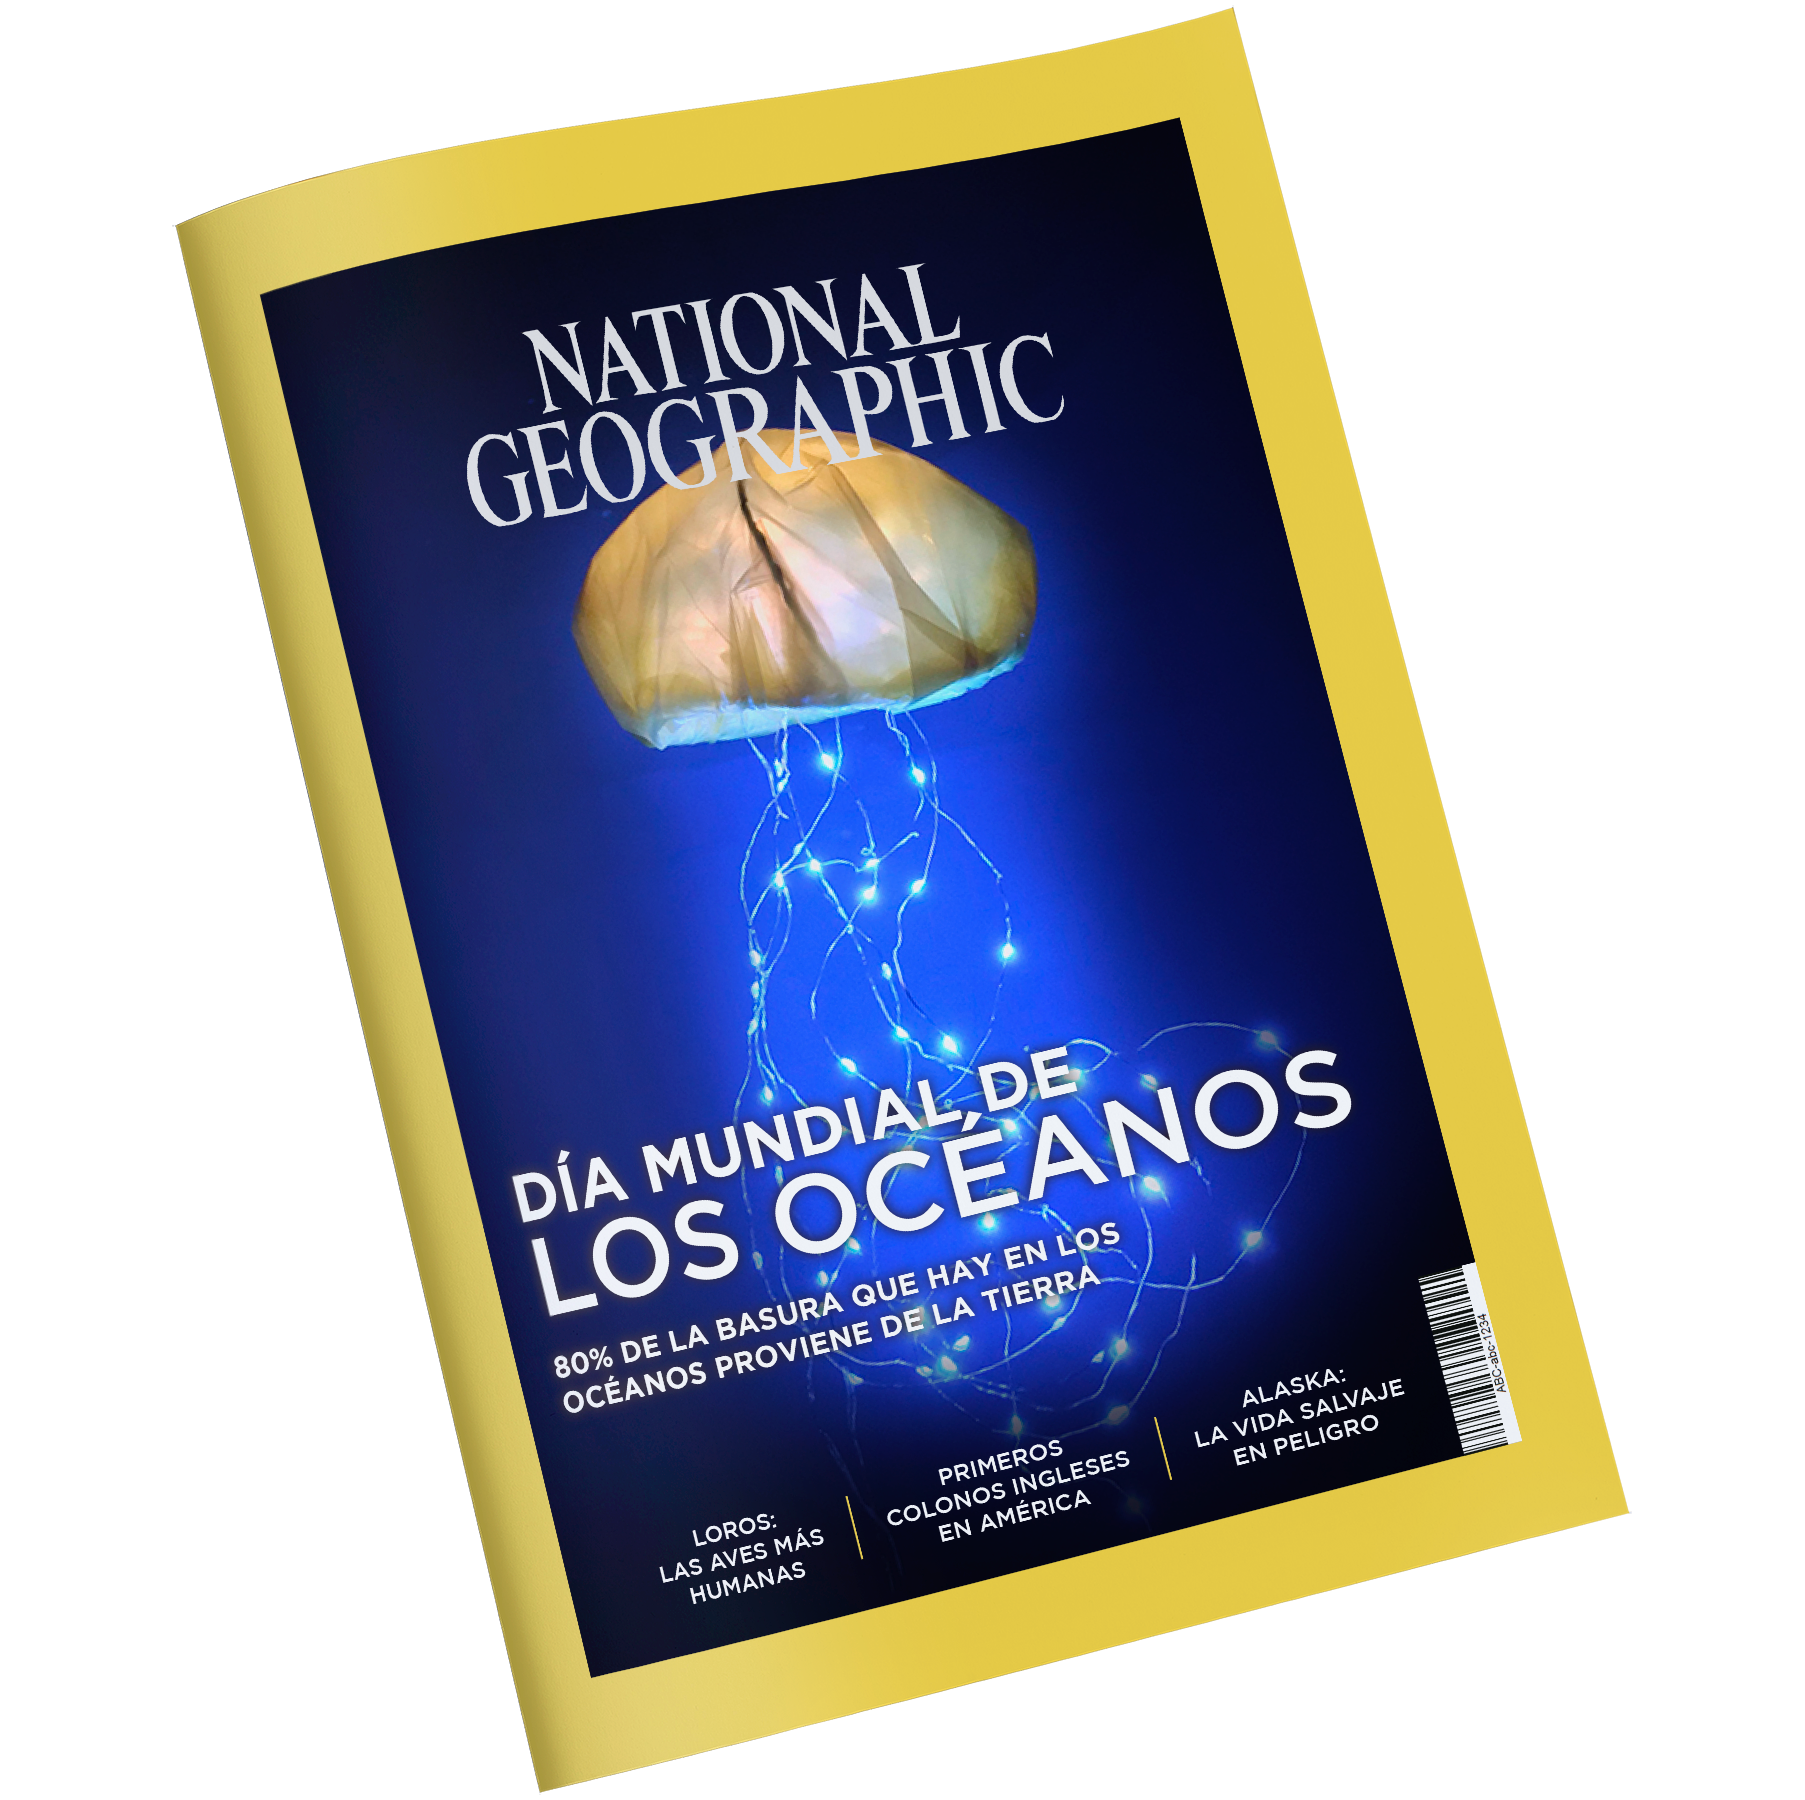 NATIONAL
GEOGRAPHIC
DÍA MUNDIAL DE
LOS OCÉANOS
80% DE LA BASURA QUE HAY EN LOS
OCÉANOS PROVIENE DE LA TIERRA
LOROS:
LAS AVES MÁS
HUMANAS
PRIMEROS
COLONOS INGLESES
EN AMÉRICA
ALASKA:
LA VIDA SALVAJE
EN PELIGRO
ABC-abc-1234